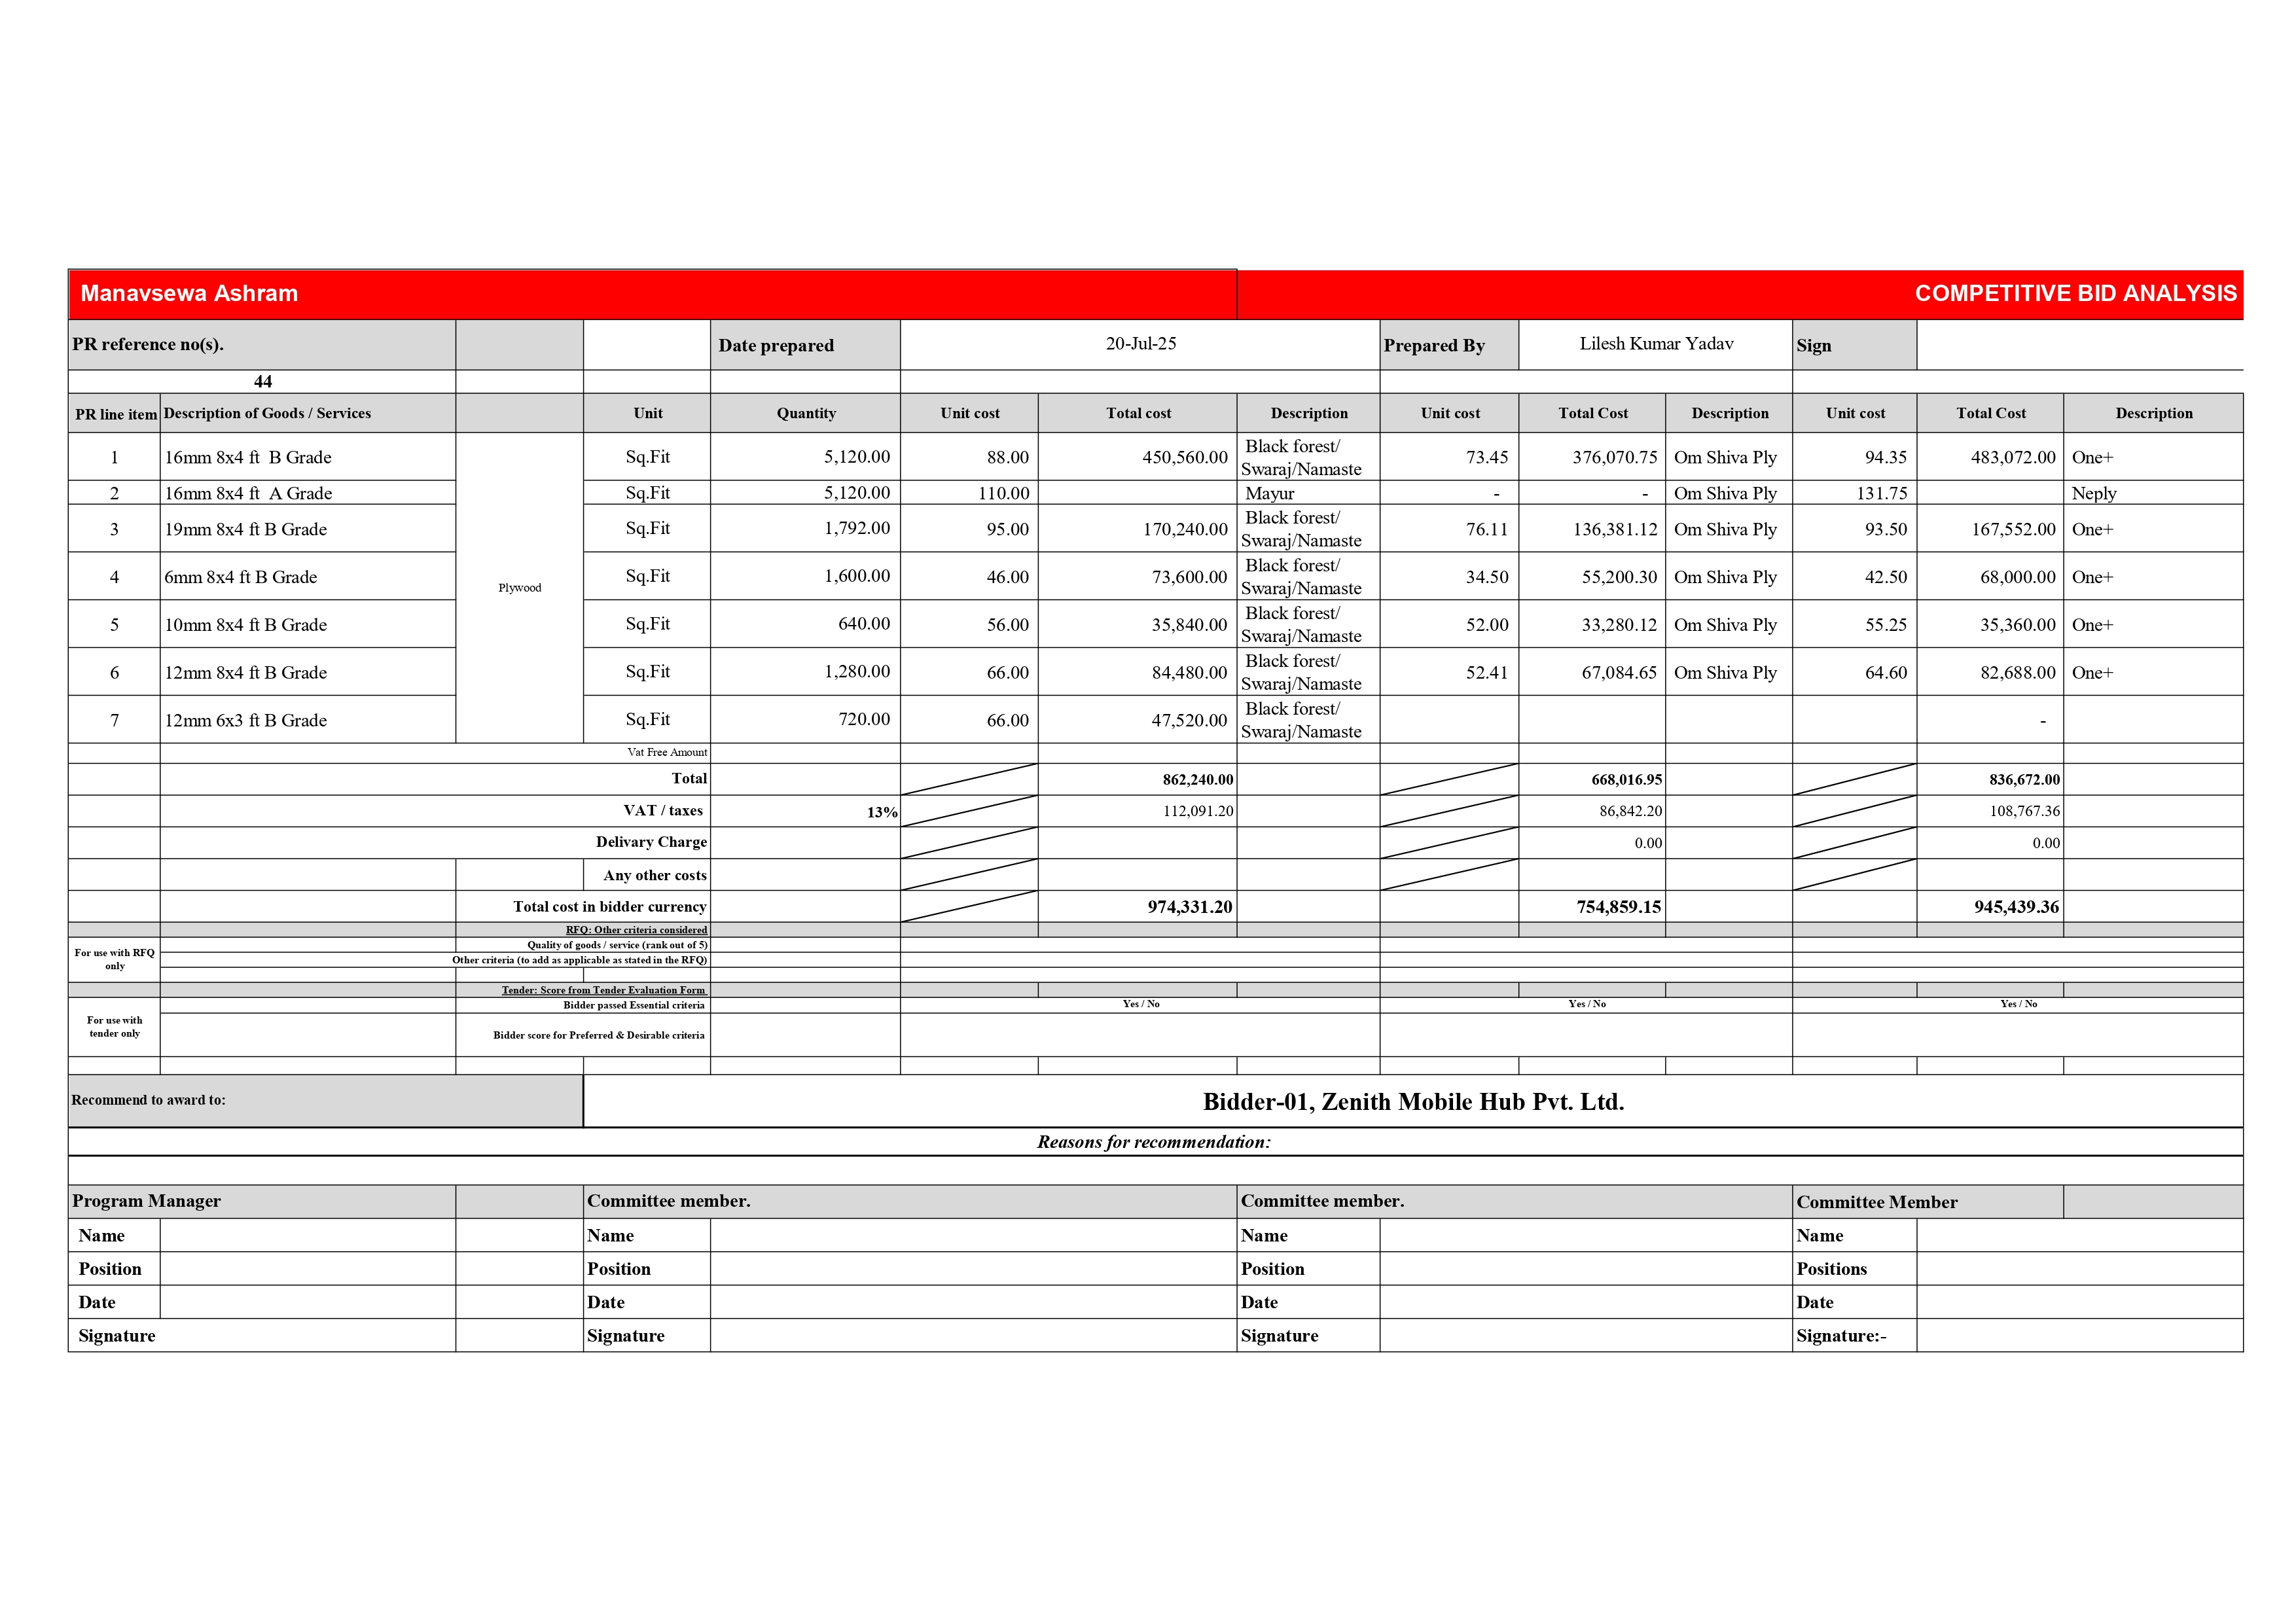 Manavsewa Ashram COMPETITIVE BID ANALYSIS
PR reference no(s). Date prepared 20-Jul-25 Prepared By Lilesh Kumar Yadav Sign
44
PR line item Description of Goods / Services Unit Quantity Unit cost Total cost Description Unit cost Total Cost Description Unit cost Total Cost Description
1 16mm 8x4 ft B Grade Sq.Fit 5,120.00 88.00 450,560.00 Black forest/ Swaraj/Namaste 73.45 376,070.75 Om Shiva Ply 94.35 483,072.00 One+
2 16mm 8x4 ft A Grade Sq.Fit 5,120.00 110.00 Mayur - - Om Shiva Ply 131.75 Neply
3 19mm 8x4 ft B Grade Sq.Fit 1,792.00 95.00 170,240.00 Black forest/ Swaraj/Namaste 76.11 136,381.12 Om Shiva Ply 93.50 167,552.00 One+
4 6mm 8x4 ft B Grade Plywood Sq.Fit 1,600.00 46.00 73,600.00 Black forest/ Swaraj/Namaste 34.50 55,200.30 Om Shiva Ply 42.50 68,000.00 One+
5 10mm 8x4 ft B Grade Sq.Fit 640.00 56.00 35,840.00 Black forest/ Swaraj/Namaste 52.00 33,280.12 Om Shiva Ply 55.25 35,360.00 One+
6 12mm 8x4 ft B Grade Sq.Fit 1,280.00 66.00 84,480.00 Black forest/ Swaraj/Namaste 52.41 67,084.65 Om Shiva Ply 64.60 82,688.00 One+
7 12mm 6x3 ft B Grade Sq.Fit 720.00 66.00 47,520.00 Black forest/ Swaraj/Namaste -
Vat Free Amount
Total 862,240.00 668,016.95 836,672.00
VAT / taxes 13% 112,091.20 86,842.20 108,767.36
Delivary Charge 0.00 0.00
Any other costs
Total cost in bidder currency 974,331.20 754,859.15 945,439.36
RFQ: Other criteria considered
For use with RFQ only Quality of goods / service (rank out of 5)
Other criteria (to add as applicable as stated in the RFQ)
Tender: Score from Tender Evaluation Form
For use with tender only Bidder passed Essential criteria Yes / No Yes / No Yes / No
Bidder score for Preferred & Desirable criteria
Recommend to award to: Bidder-01, Zenith Mobile Hub Pvt. Ltd.
Reasons for recommendation:
Program Manager Committee member. Committee member. Committee Member
Name Name Name Name
Position Position Position Positions
Date Date Date Date
Signature Signature Signature Signature:-